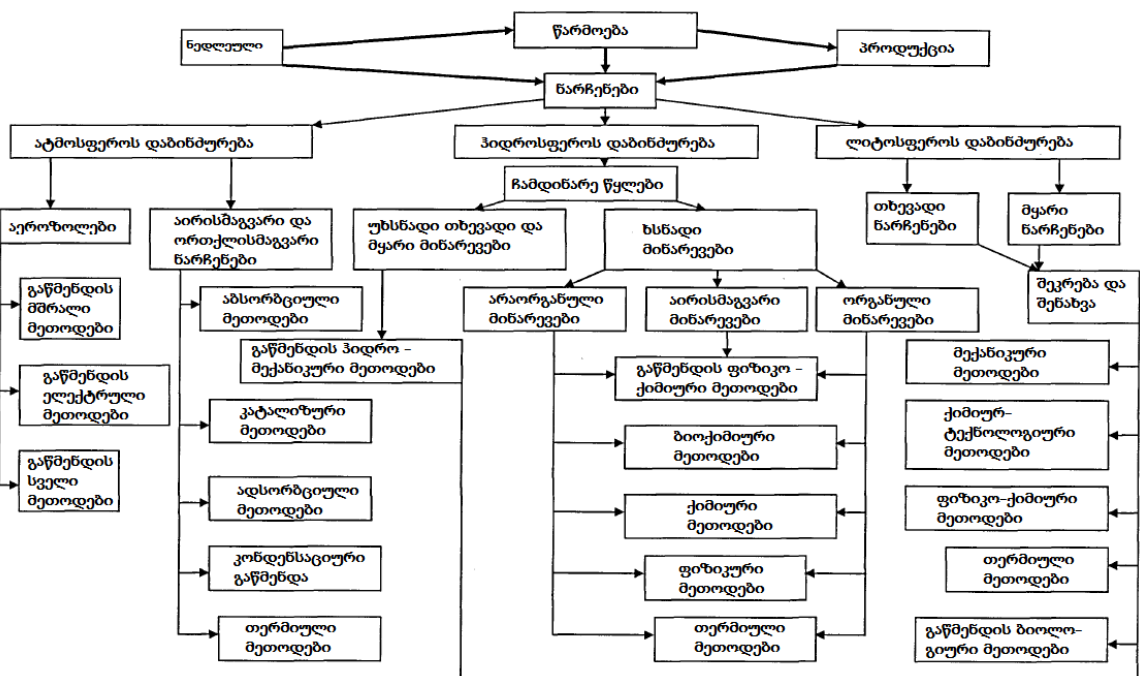 ნედლეული
წარმოება
პროდუქცია
ნარჩენები
ატმოსფეროს დაბინძურება
ჰიდროსფეროს დაბინძურება
ლიტოსფეროს დაბინძურება
ჩამდინარე წყლები
აეროზოლები
აირისმაგვარი და
ორთქლისმაგვარი
ნარჩენები
უხსნადი თხევადი და
მყარი მინარევები
ხსნადი
მინარევები
თხევადი
ნარჩენები
მყარი
ნარჩენები
შეკრება და
შენახვა
გაწმენდის
მშრალი
მეთოდები
გაწმენდის
ელექტრული
მეთოდები
გაწმენდის
სველი
მეთოდები
აბსორბციული
მეთოდები
კატალიზური
მეთოდები
ადსორბციული
მეთოდები
კონდენსაციური
გაწმენდა
თერმიული
მეთოდები
გაწმენდის ჰიდრო -
მექანიკური მეთოდები
არაორგანული
მინარევები
აირისმაგვარი
მინარევები
ორგანული
მინარევები
გაწმენდის ფიზიკო -
ქიმიური მეთოდები
ბიოქიმიური
მეთოდები
ქიმიური
მეთოდები
ფიზიკური
მეთოდები
თერმიული
მეთოდები
მექანიკური
მეთოდები
ქიმიურ-
ტექნოლოგიური
მეთოდები
ფიზიკო-ქიმიური
მეთოდები
თერმიული
მეთოდები
გაწმენდის ბიოლო-
გიური მეთოდები